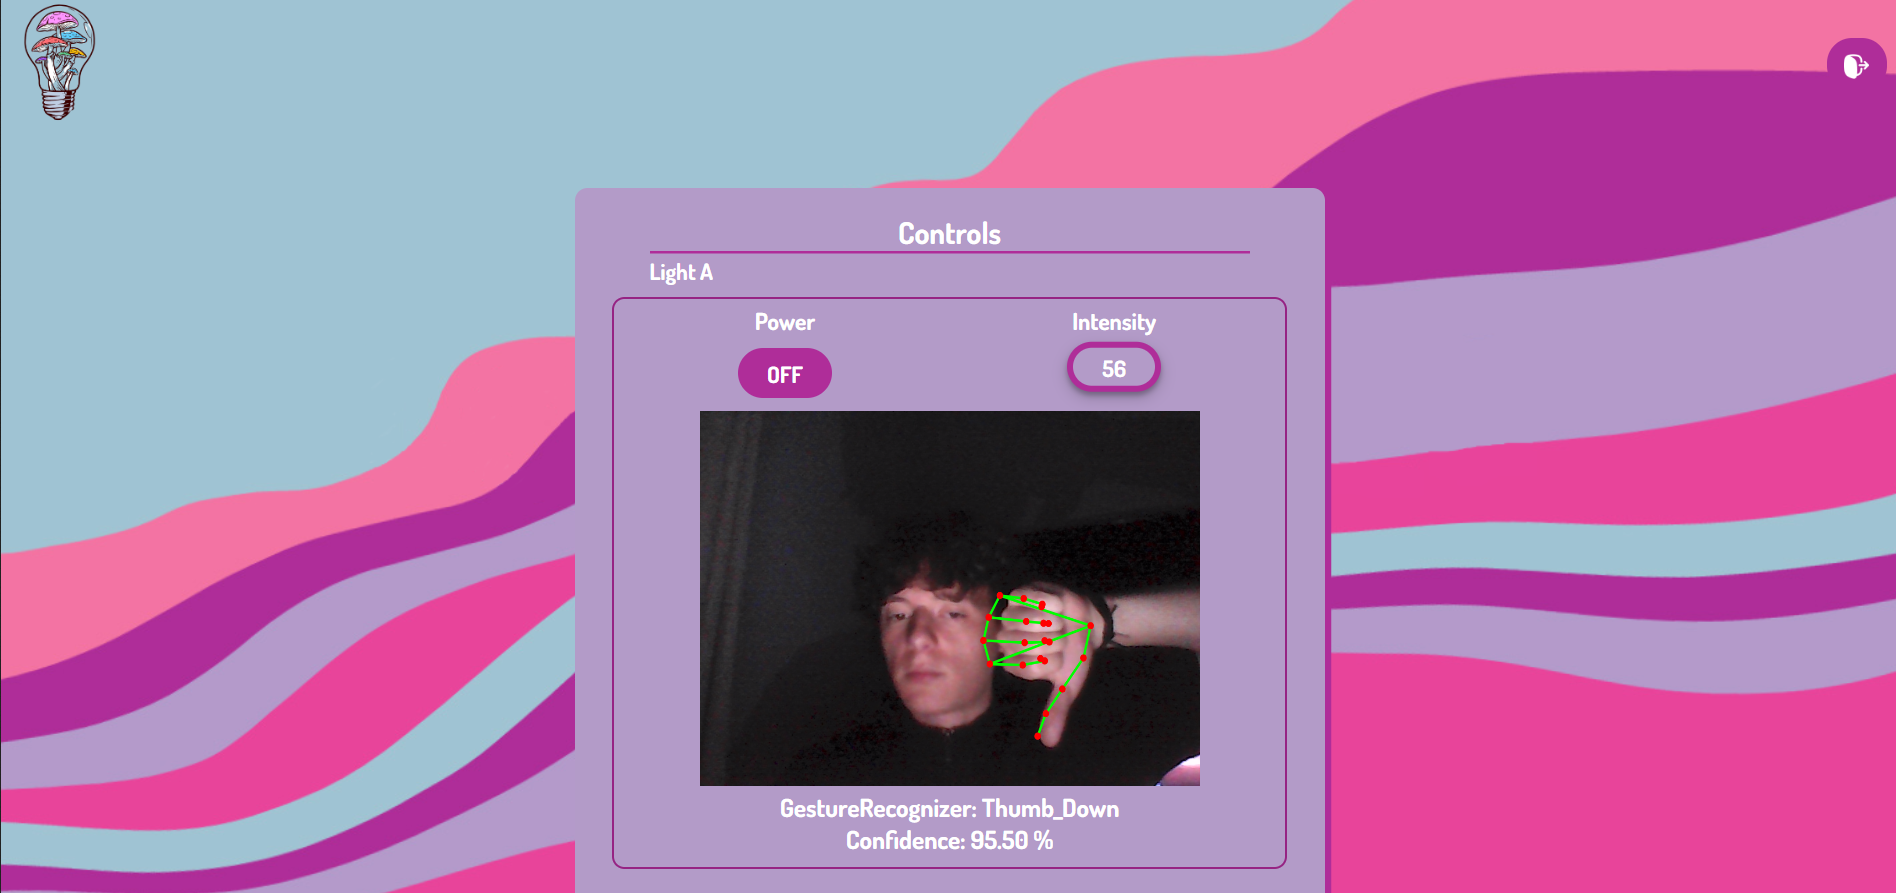 Controls
Light A
Power
Intensity
OFF
56
GestureRecognizer: Thumb_Down
Confidence: 95.50 %